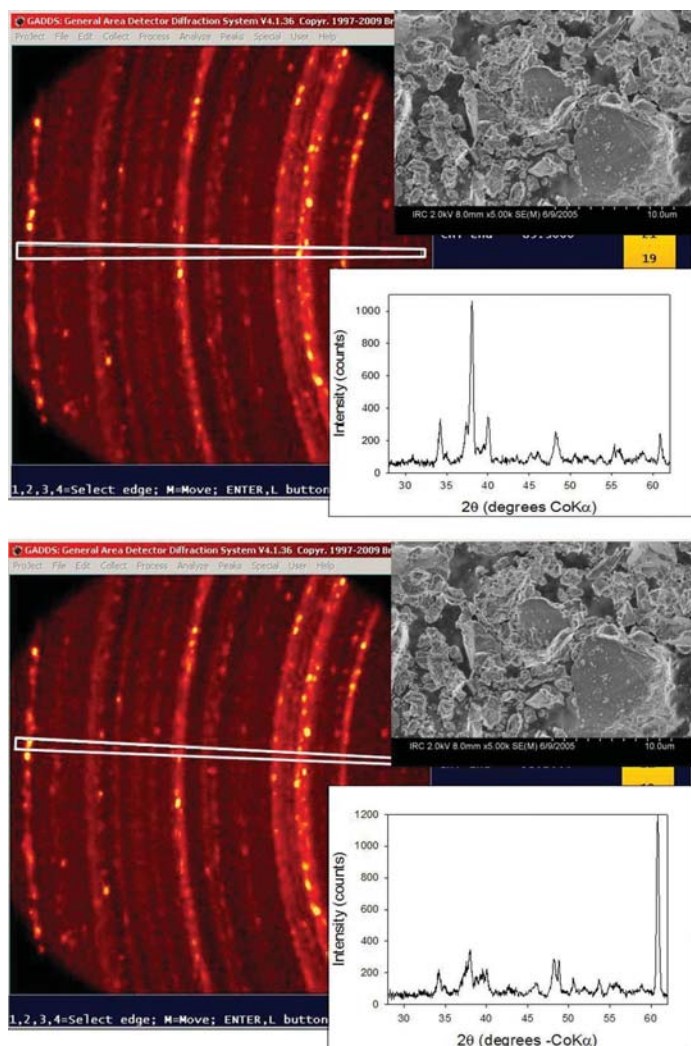 GADDS: General Area Detector Diffraction System V4.1.36 Copyr. 1997-2009 Br
Project File Edit Collect Process Analyze Peaks Special User Help
IRC 2.0kV 8.0mm x5.00k SE(M) 6/9/2005 10.0um
19
1000
800
600
400
200
0
Intensity (counts)
30 35 40 45 50 55 60
2θ (degrees CoKα)
1,2,3,4=Select edge; M=Move; ENTER,L button
GADDS: General Area Detector Diffraction System V4.1.36 Copyr. 1997-2009 Br
Project File Edit Collect Process Analyze Peaks Special User Help
IRC 2.0kV 8.0mm x5.00k SE(M) 6/9/2005 10.0um
1200
1000
800
600
400
200
0
Intensity (counts)
30 35 40 45 50 55 60
2θ (degrees -CoKα)
1,2,3,4=Select edge; M=Move; ENTER,L button